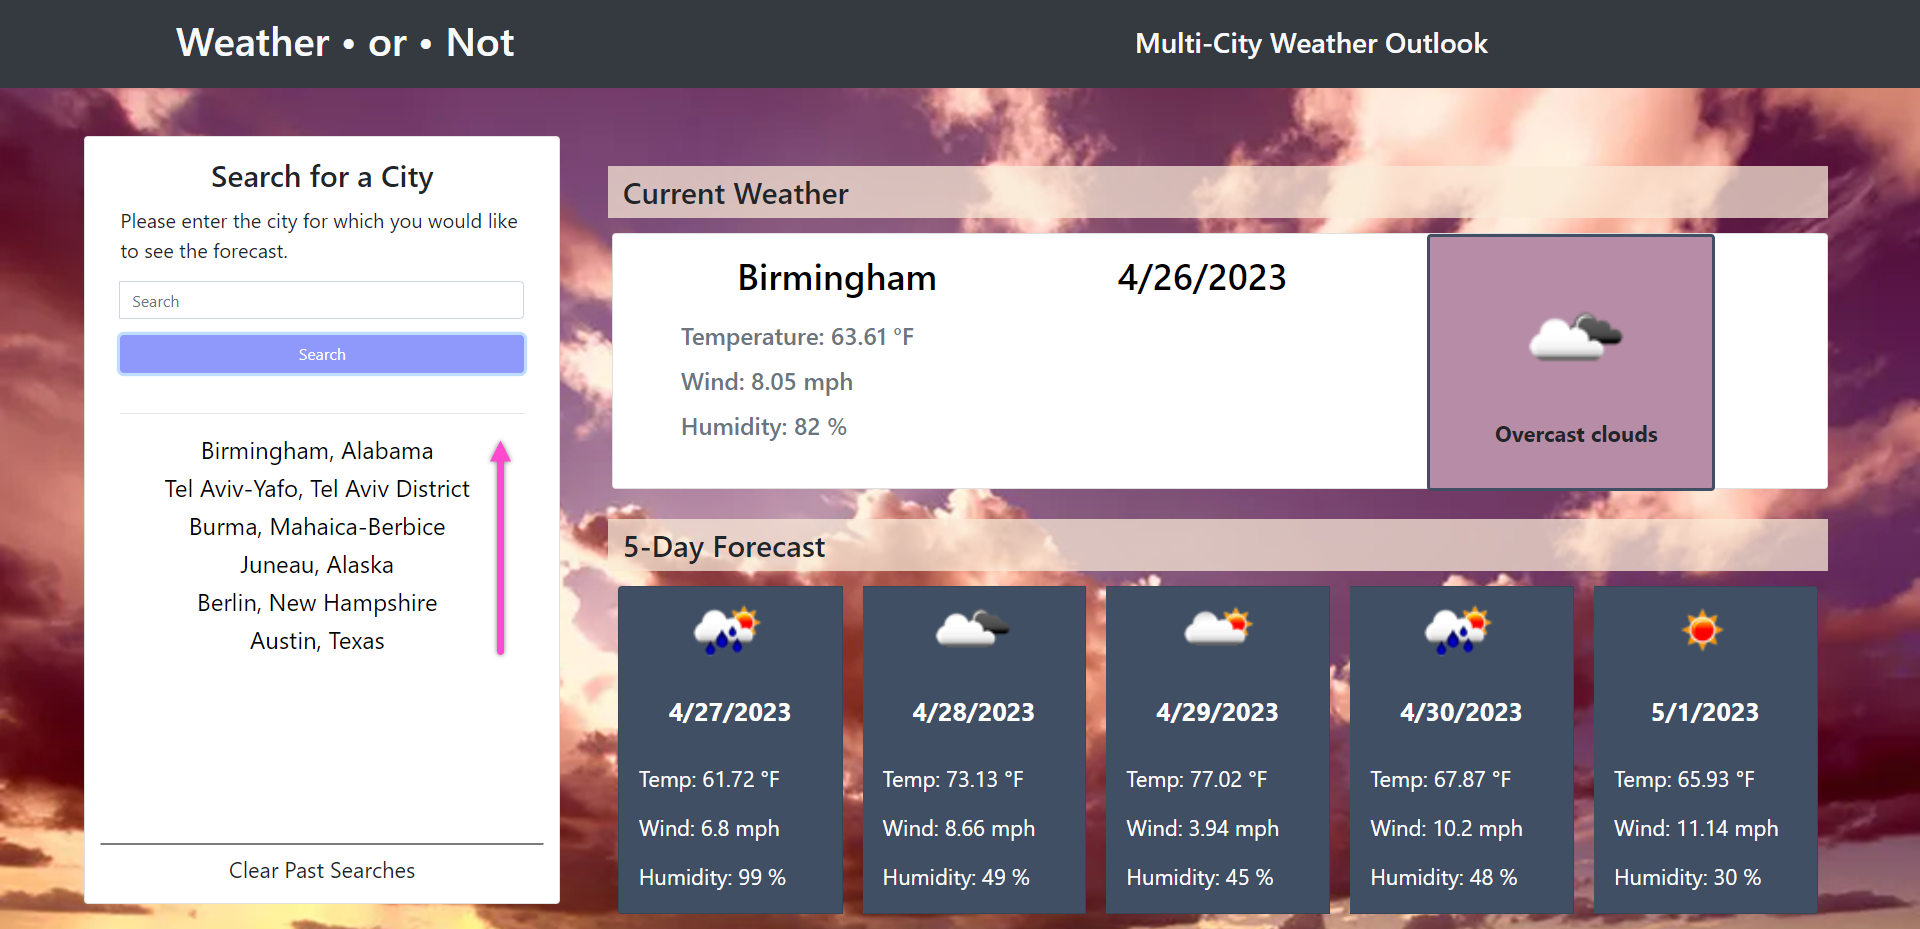 Weather • or • Not
Multi-City Weather Outlook
Search for a City
Please enter the city for which you would like
to see the forecast.
Search
Search
Birmingham, Alabama
Tel Aviv-Yafo, Tel Aviv District
Burma, Mahaica-Berbice
Juneau, Alaska
Berlin, New Hampshire
Austin, Texas
Clear Past Searches
Current Weather
Birmingham
4/26/2023
Temperature: 63.61 °F
Wind: 8.05 mph
Humidity: 82 %
Overcast clouds
5-Day Forecast
4/27/2023
Temp: 61.72 °F
Wind: 6.8 mph
Humidity: 99 %
4/28/2023
Temp: 73.13 °F
Wind: 8.66 mph
Humidity: 49 %
4/29/2023
Temp: 77.02 °F
Wind: 3.94 mph
Humidity: 45 %
4/30/2023
Temp: 67.87 °F
Wind: 10.2 mph
Humidity: 48 %
5/1/2023
Temp: 65.93 °F
Wind: 11.14 mph
Humidity: 30 %